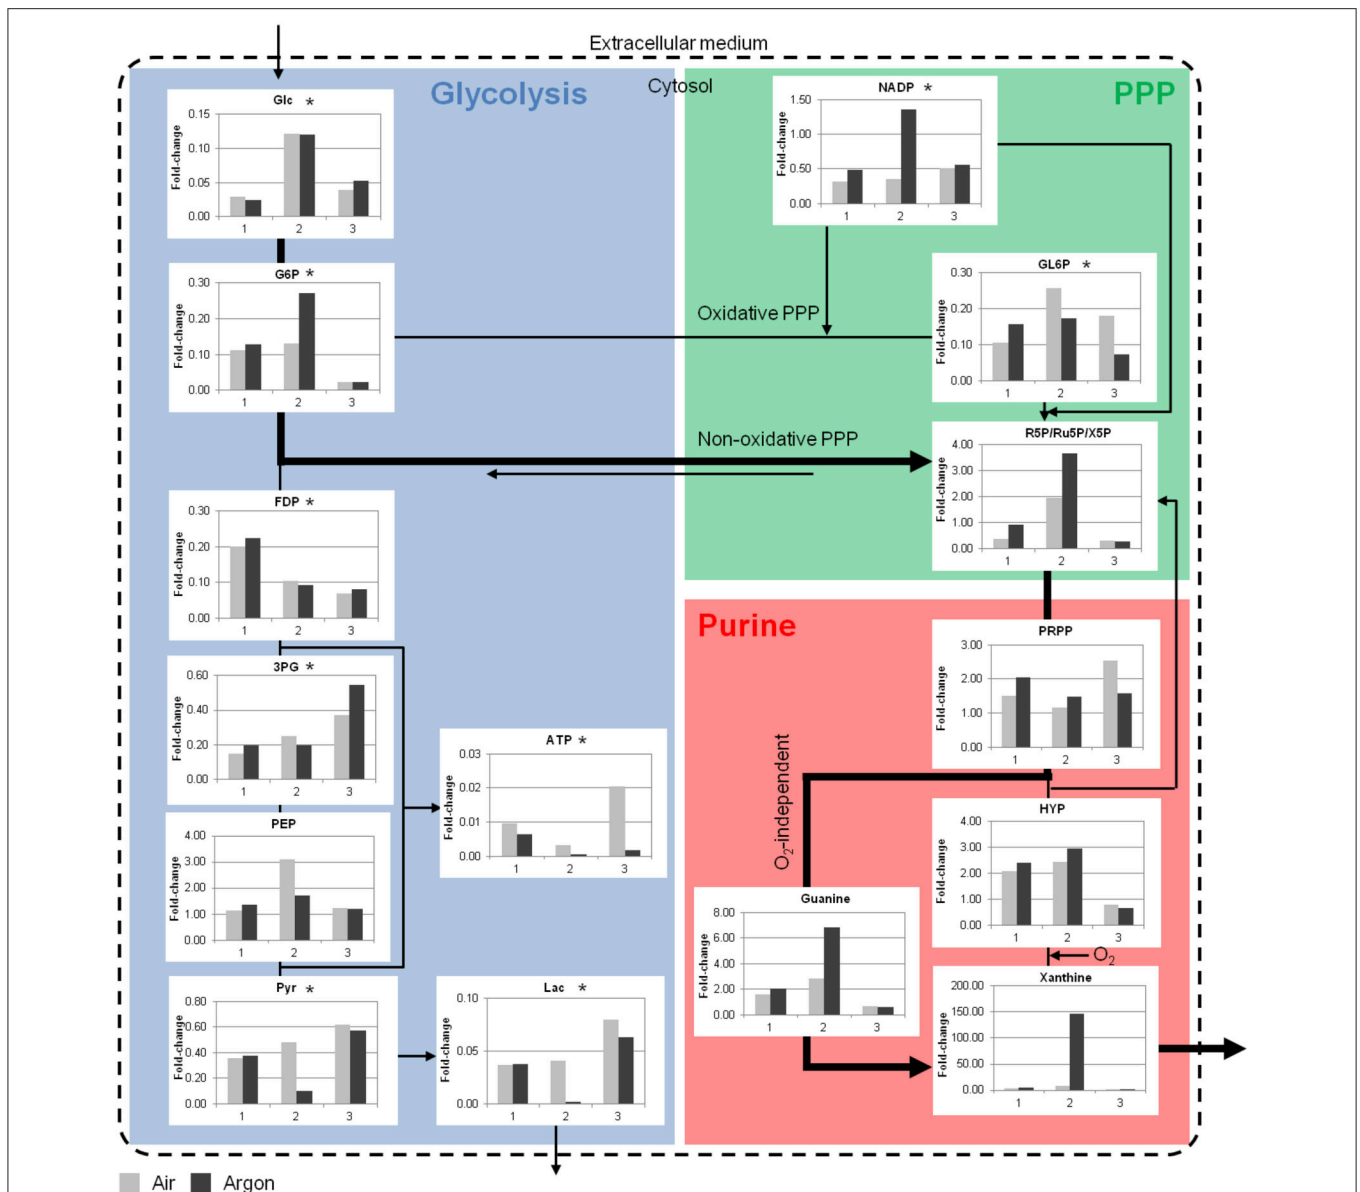 Extracellular medium
Cytosol
Glycolysis
PPP
Glc *
Fold-change
0.15
0.10
0.05
0.00
1 2 3
NADP *
Fold-change
1.50
1.00
0.50
0.00
1 2 3
G6P *
Fold-change
0.30
0.20
0.10
0.00
1 2 3
Oxidative PPP
GL6P *
Fold-change
0.30
0.20
0.10
0.00
1 2 3
Non-oxidative PPP
R5P/Ru5P/X5P
Fold-change
4.00
3.00
2.00
1.00
0.00
1 2 3
FDP *
Fold-change
0.30
0.20
0.10
0.00
1 2 3
Purine
PRPP
Fold-change
3.00
2.00
1.00
0.00
1 2 3
3PG *
Fold-change
0.60
0.40
0.20
0.00
1 2 3
ATP *
Fold-change
0.03
0.02
0.01
0.00
1 2 3
O2-independent
HYP
Fold-change
4.00
3.00
2.00
1.00
0.00
1 2 3
PEP
Fold-change
4.00
3.00
2.00
1.00
0.00
1 2 3
Guanine
Fold-change
8.00
6.00
4.00
2.00
0.00
1 2 3
O2
Xanthine
Fold-change
200.00
150.00
100.00
50.00
0.00
1 2 3
Pyr *
Fold-change
0.80
0.60
0.40
0.20
0.00
1 2 3
Lac *
Fold-change
0.10
0.05
0.00
1 2 3
Air Argon